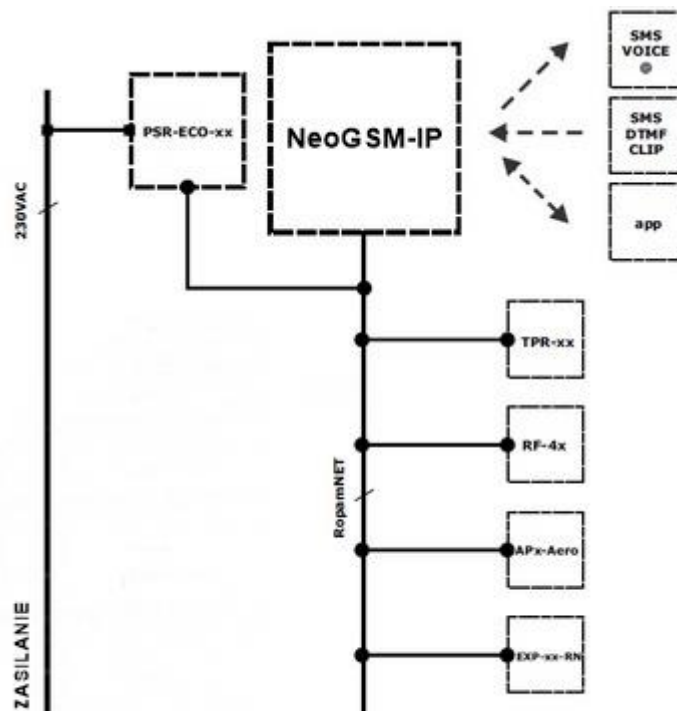 SMS
VOICE
PSR-ECO-xx
NeoGSM-IP
SMS
DTMF
CLIP
app
230VAC
TPR-xx
RF-4x
RopamNET
APx-Aero
EXP-xx-RN
ZASILANIE